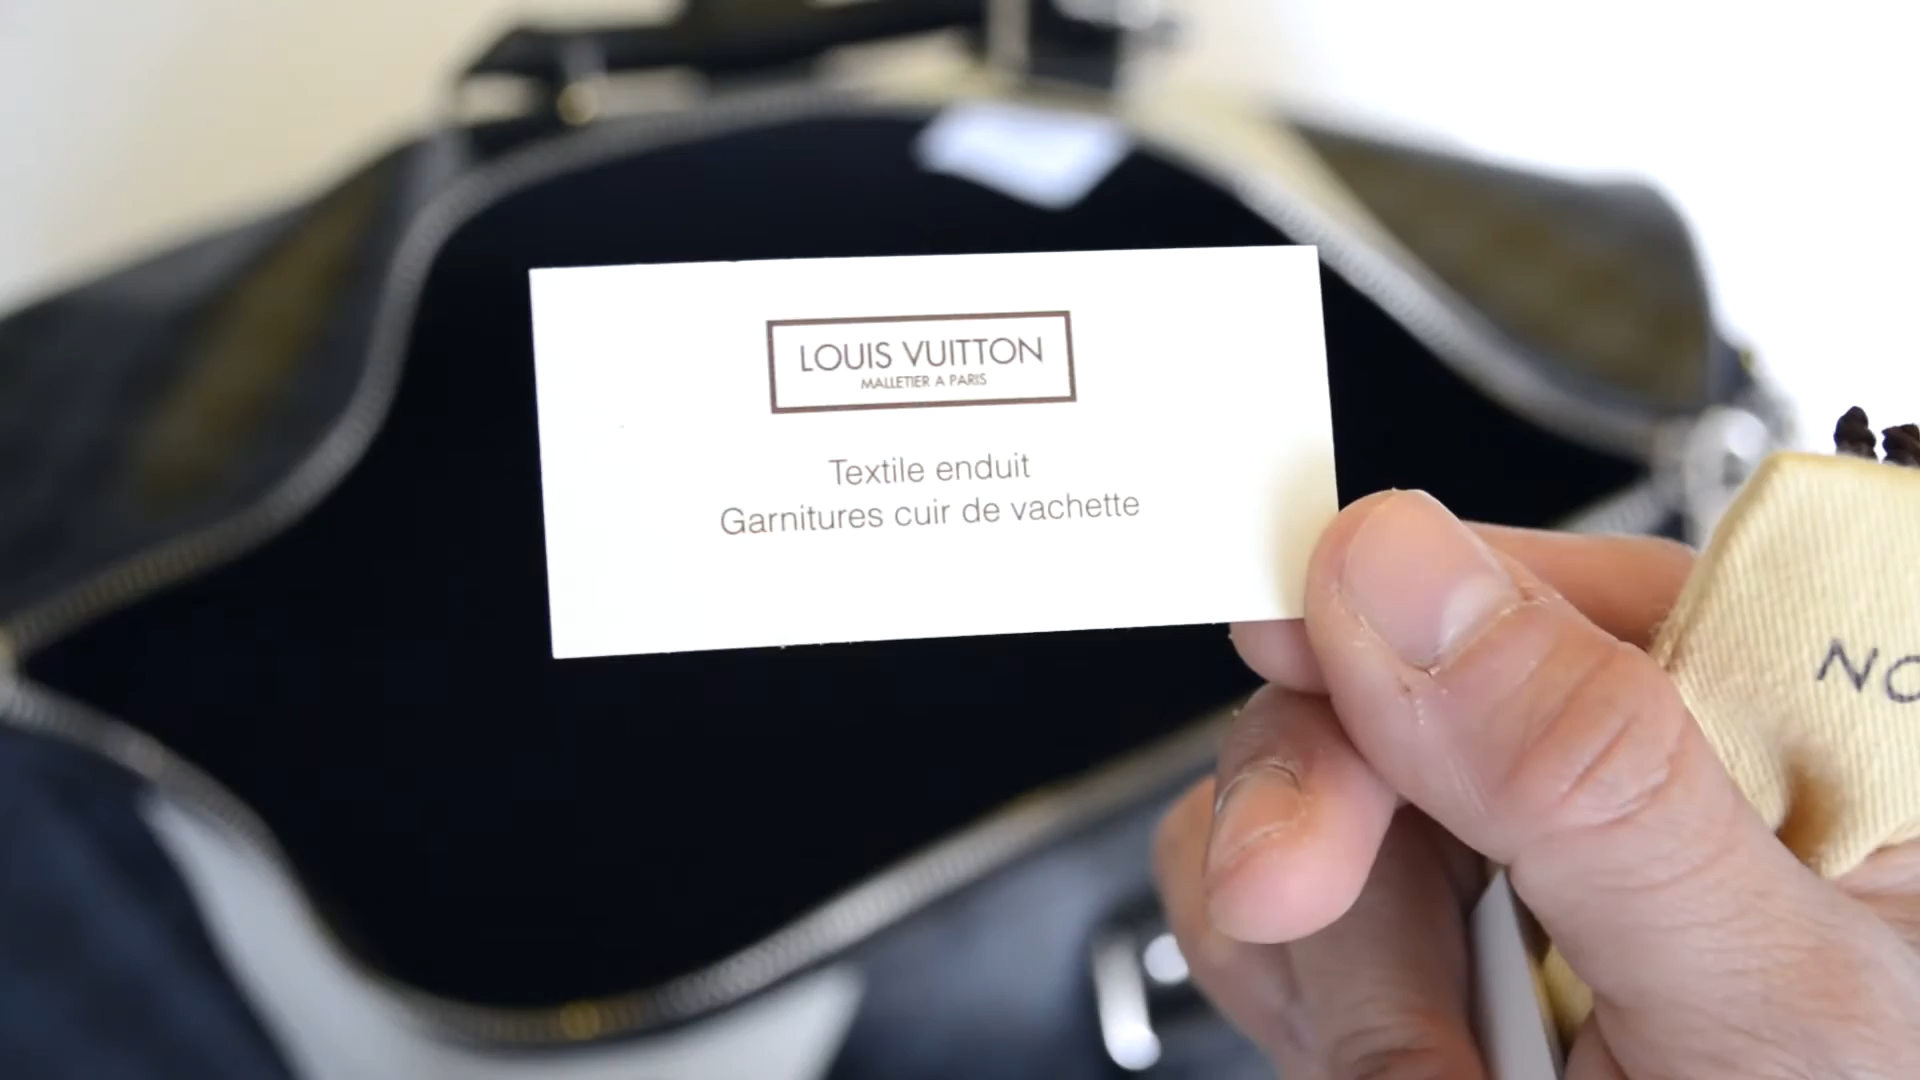 LOUIS VUITTON
MALLETIER A PARIS
Textile enduit
Garnitures cuir de vachette